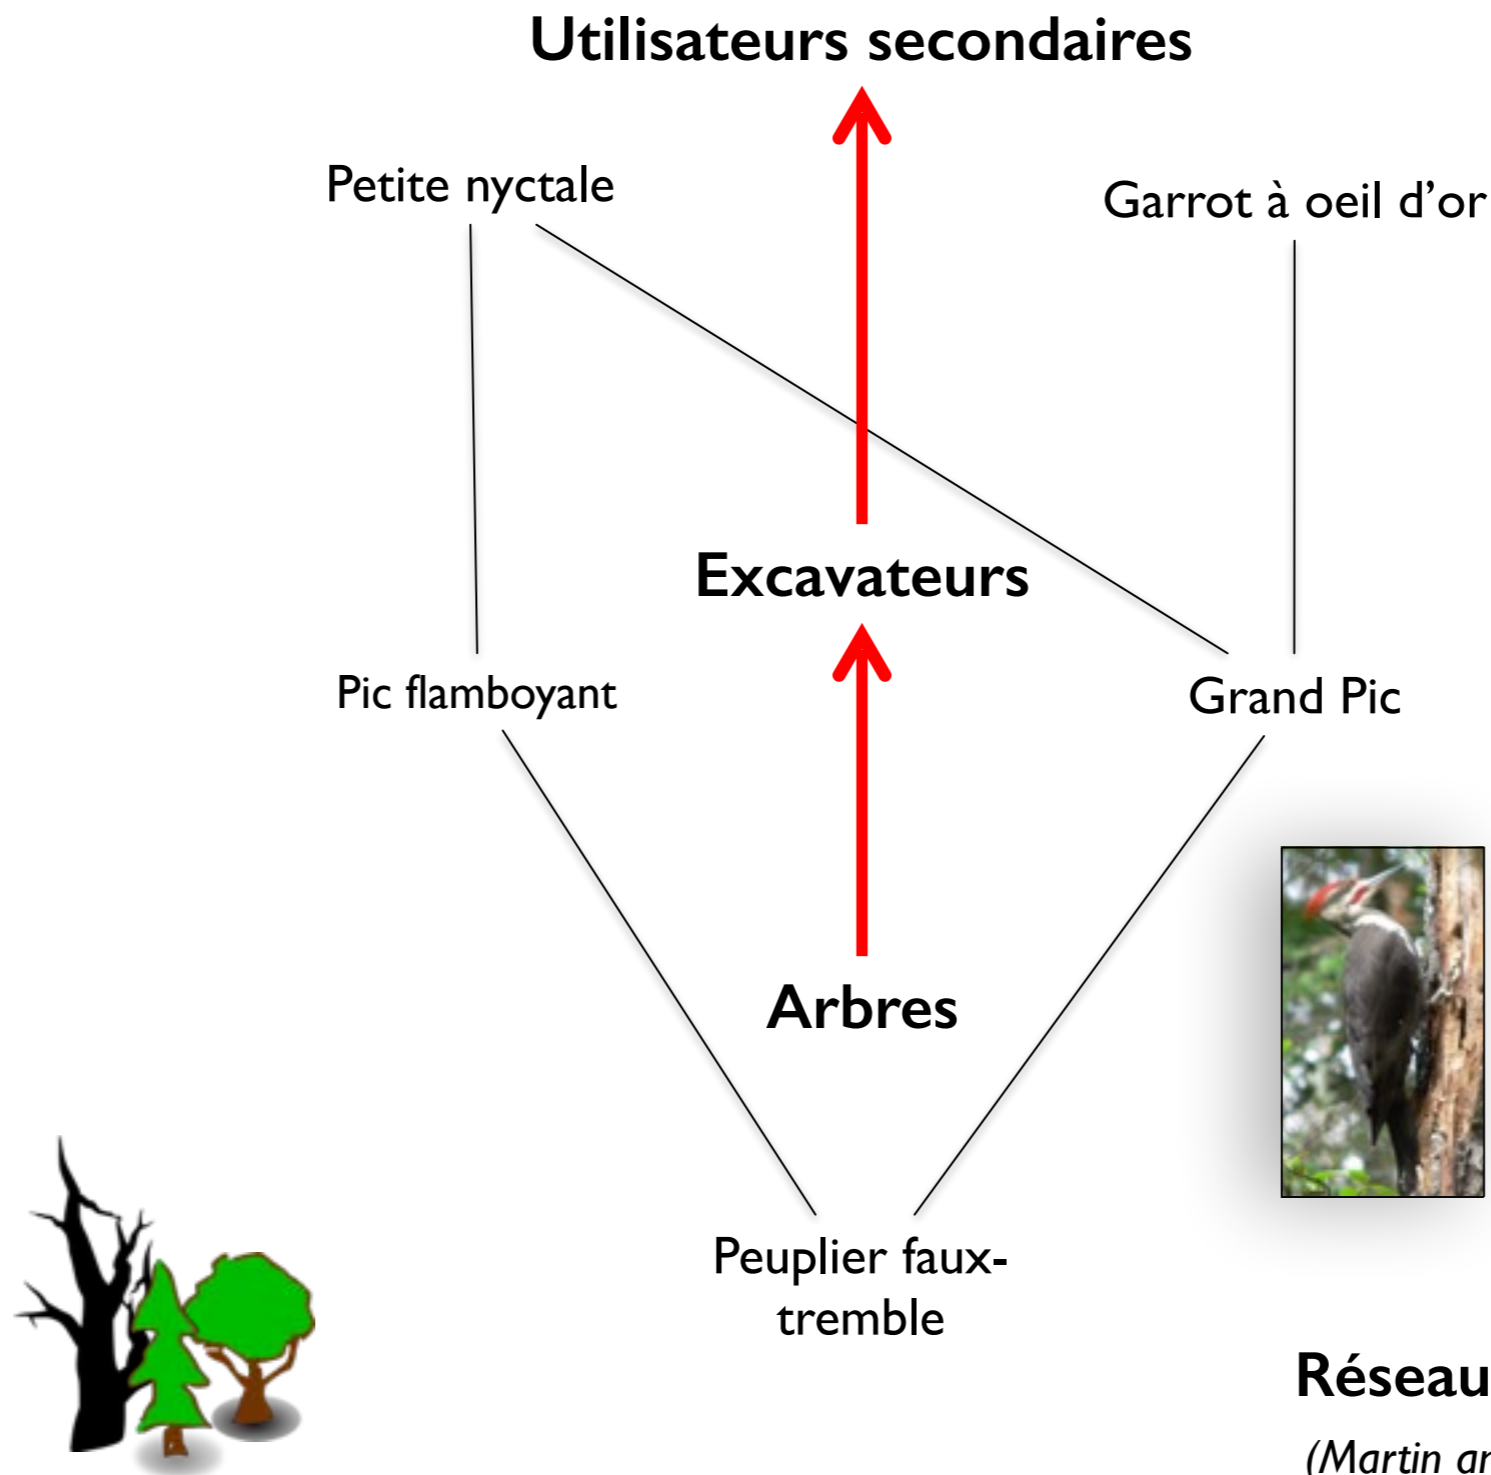 Utilisateurs secondaires
Petite nyctale
Garrot à oeil d'or
Excavateurs
Pic flamboyant
Grand Pic
Arbres
Peuplier faux-
tremble
Réseau
(Martin